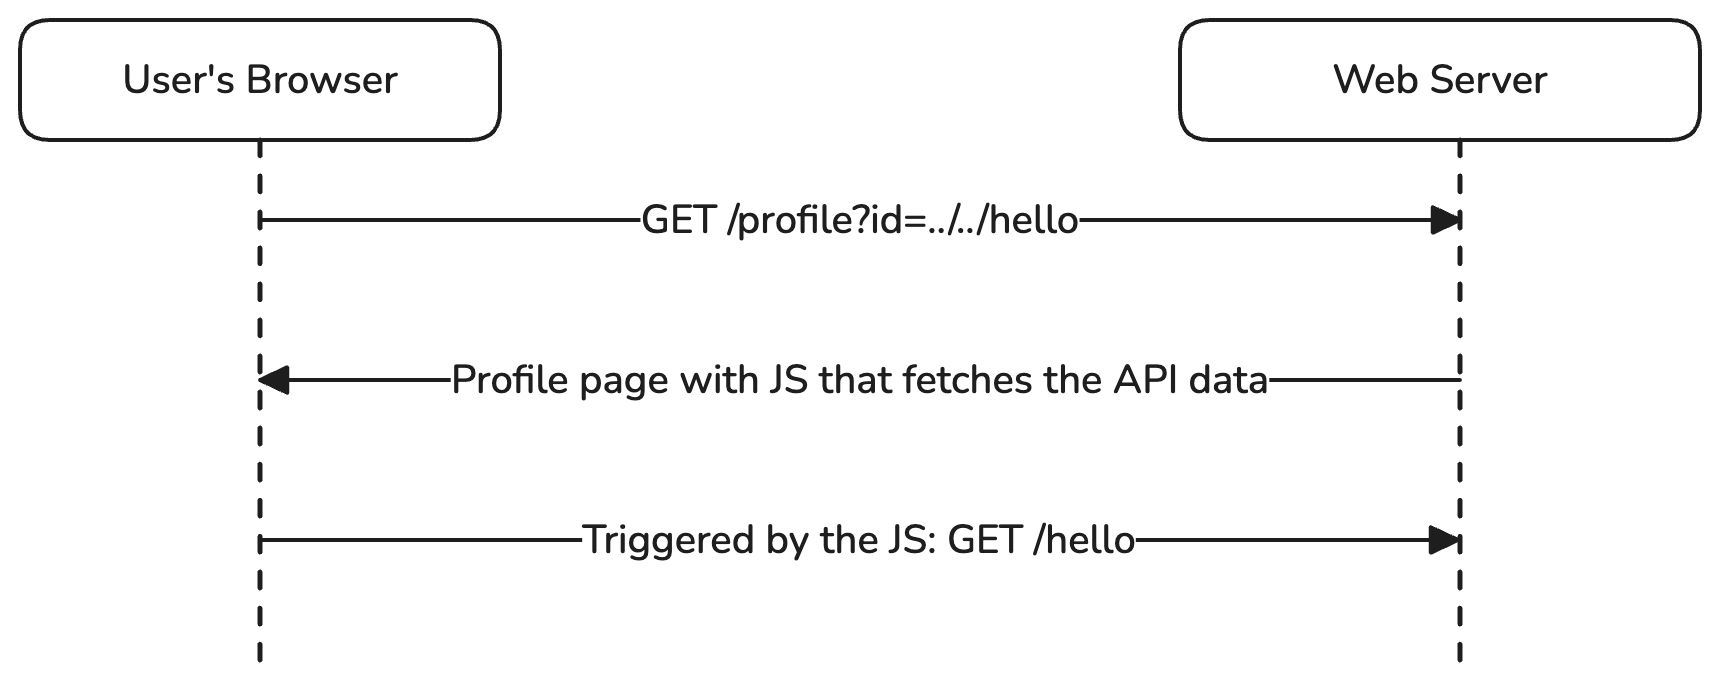 User's Browser
Web Server
GET /profile?id=../../hello
Profile page with JS that fetches the API data
Triggered by the JS: GET /hello